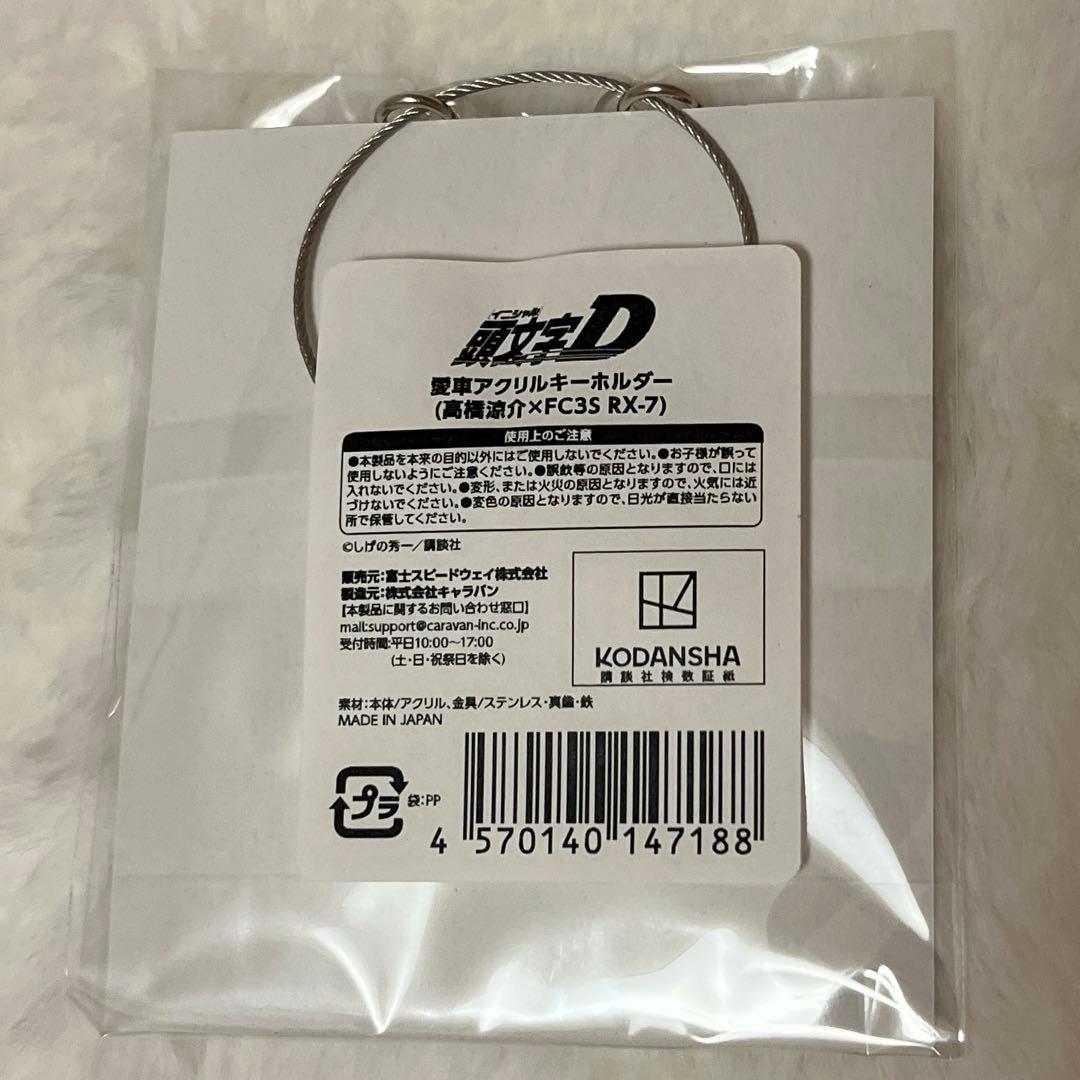 イニシャル
頭文字D
愛車アクリルキーホルダー
(高橋涼介×FC3S RX-7)
使用上のご注意
●本製品を本来の目的以外にはご使用しないでください。●お子様が誤って
使用しないようにご注意ください。●誤飲等の原因となりますので、口には
入れないでください。●変形、または火災の原因となりますので、火気には近
づけないでください。●変色の原因となりますので、日光が直接当たらない
所で保管してください。
©しげの秀一/講談社
販売元:富士スピードウェイ株式会社
製造元:株式会社キャラバン
【本製品に関するお問い合わせ窓口】
mail:support@caravan-inc.co.jp
受付時間:平日10:00〜17:00
(土・日・祝祭日を除く)
KODANSHA
講談社検数証紙
素材:本体/アクリル、金具/ステンレス・真鍮・鉄
MADE IN JAPAN
プラ 袋:PP
4 570140 147188